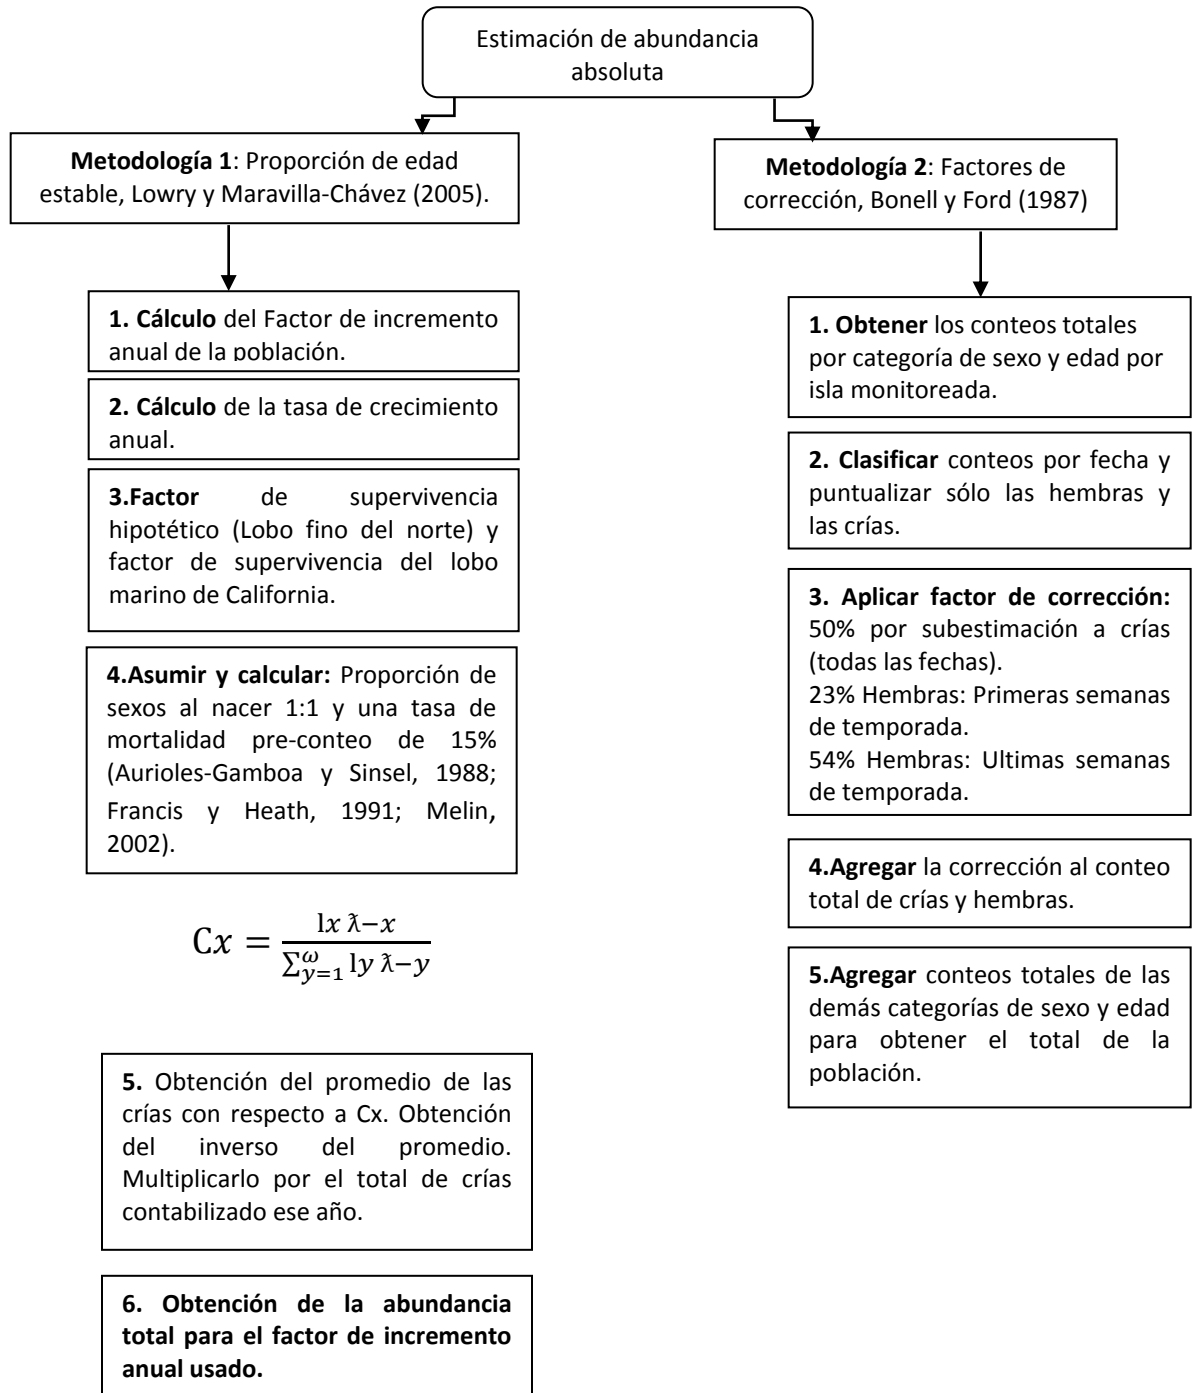 Estimación de abundancia
absoluta
Metodología 1: Proporción de edad
estable, Lowry y Maravilla-Chávez (2005).
1. Cálculo del Factor de incremento
anual de la población.
2. Cálculo de la tasa de crecimiento
anual.
3.Factor de supervivencia
hipotético (Lobo fino del norte) y
factor de supervivencia del lobo
marino de California.
4.Asumir y calcular: Proporción de
sexos al nacer 1:1 y una tasa de
mortalidad pre-conteo de 15%
(Aurioles-Gamboa y Sinsel, 1988;
Francis y Heath, 1991; Melin,
2002).
Cx = \frac{lx λ̃−x}{\sum_{y=1}^{ω} ly λ̃−y}
5. Obtención del promedio de las
crías con respecto a Cx. Obtención
del inverso del promedio.
Multiplicarlo por el total de crías
contabilizado ese año.
6. Obtención de la abundancia
total para el factor de incremento
anual usado.
Metodología 2: Factores de
corrección, Bonell y Ford (1987)
1. Obtener los conteos totales
por categoría de sexo y edad por
isla monitoreada.
2. Clasificar conteos por fecha y
puntualizar sólo las hembras y
las crías.
3. Aplicar factor de corrección:
50% por subestimación a crías
(todas las fechas).
23% Hembras: Primeras semanas
de temporada.
54% Hembras: Ultimas semanas
de temporada.
4.Agregar la corrección al conteo
total de crías y hembras.
5.Agregar conteos totales de las
demás categorías de sexo y edad
para obtener el total de la
población.